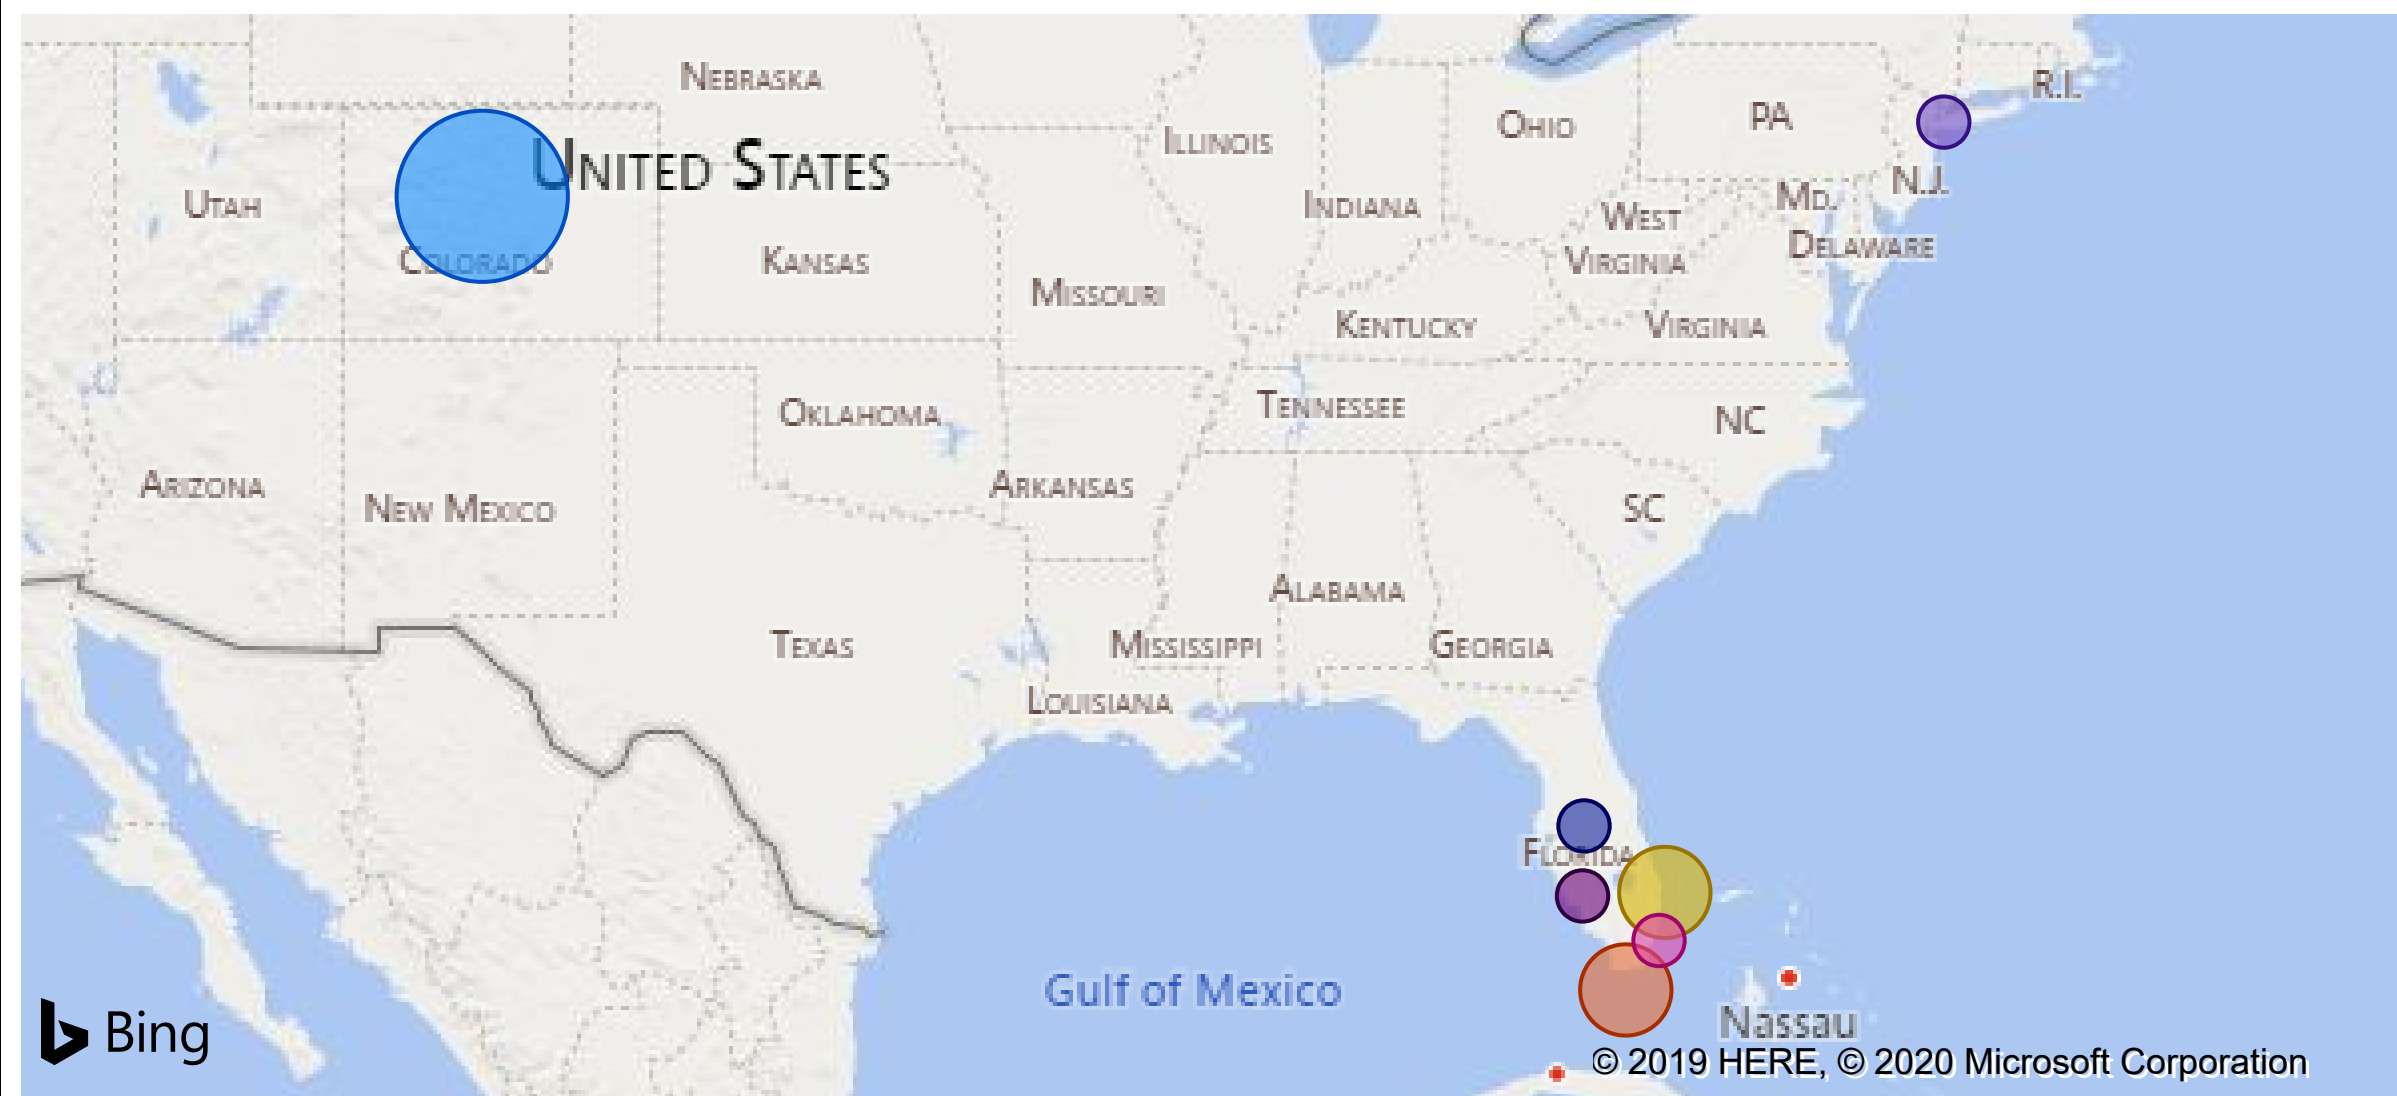 NEBRASKA
R.I.
PA
OHIO
ILLINOIS
UNITED STATES
N.J.
MD.
UTAH
INDIANA
WEST
VIRGINIA
DELAWARE
COLORADO
KANSAS
MISSOURI
KENTUCKY
VIRGINIA
TENNESSEE
OKLAHOMA
NC
ARIZONA
ARKANSAS
NEW MEXICO
SC
ALABAMA
TEXAS
MISSISSIPPI
GEORGIA
LOUISIANA
FLORIDA
Gulf of Mexico
Nassau
Bing
© 2019 HERE, © 2020 Microsoft Corporation